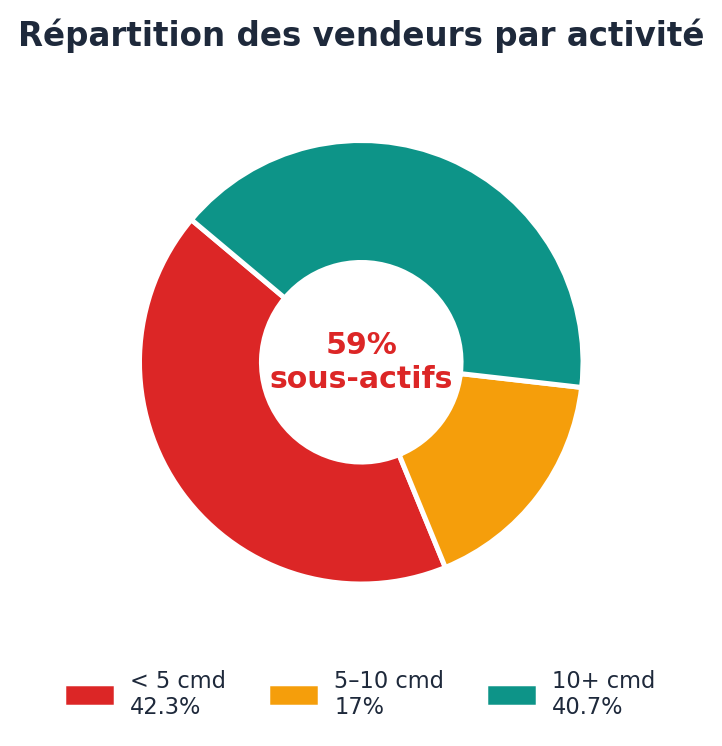 Répartition des vendeurs par activité
59%
sous-actifs
< 5 cmd
42.3%
5–10 cmd
17%
10+ cmd
40.7%